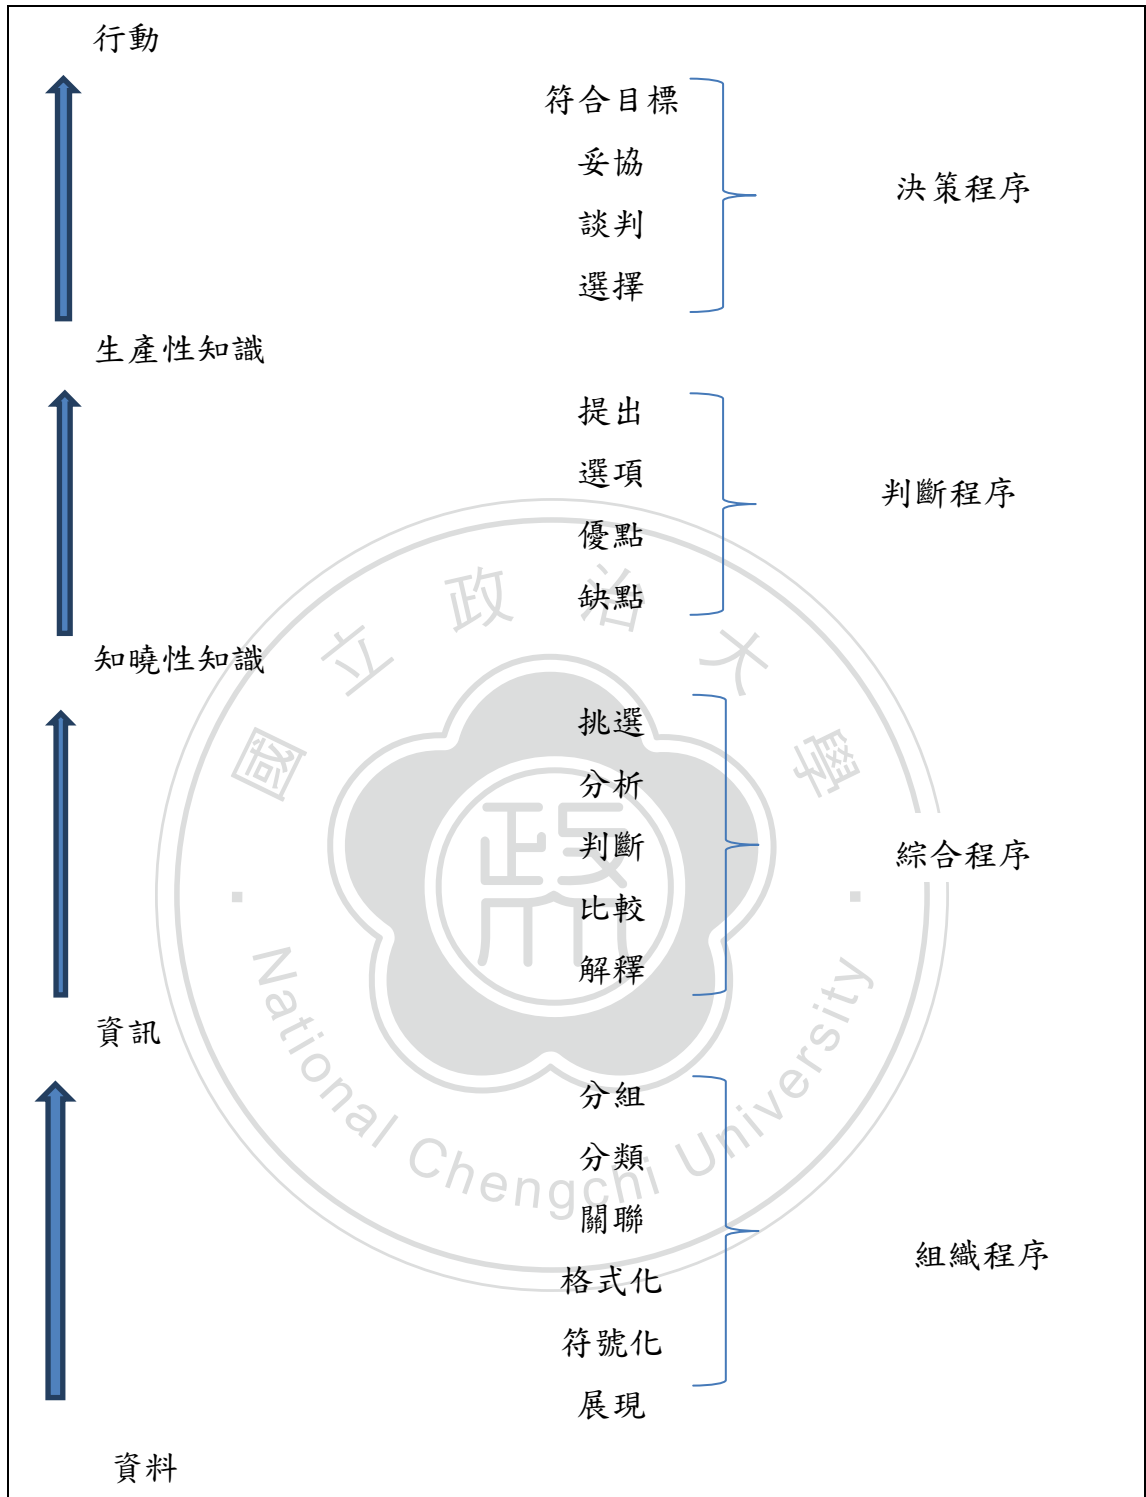 行動
符合目標
妥協
決策程序
談判
選擇
生產性知識
提出
選項
判斷程序
優點
缺點
知曉性知識
挑選
分析
判斷
綜合程序
比較
解釋
資訊
分組
分類
關聯
組織程序
格式化
符號化
展現
資料
國立政治大學
政
National Chengchi University